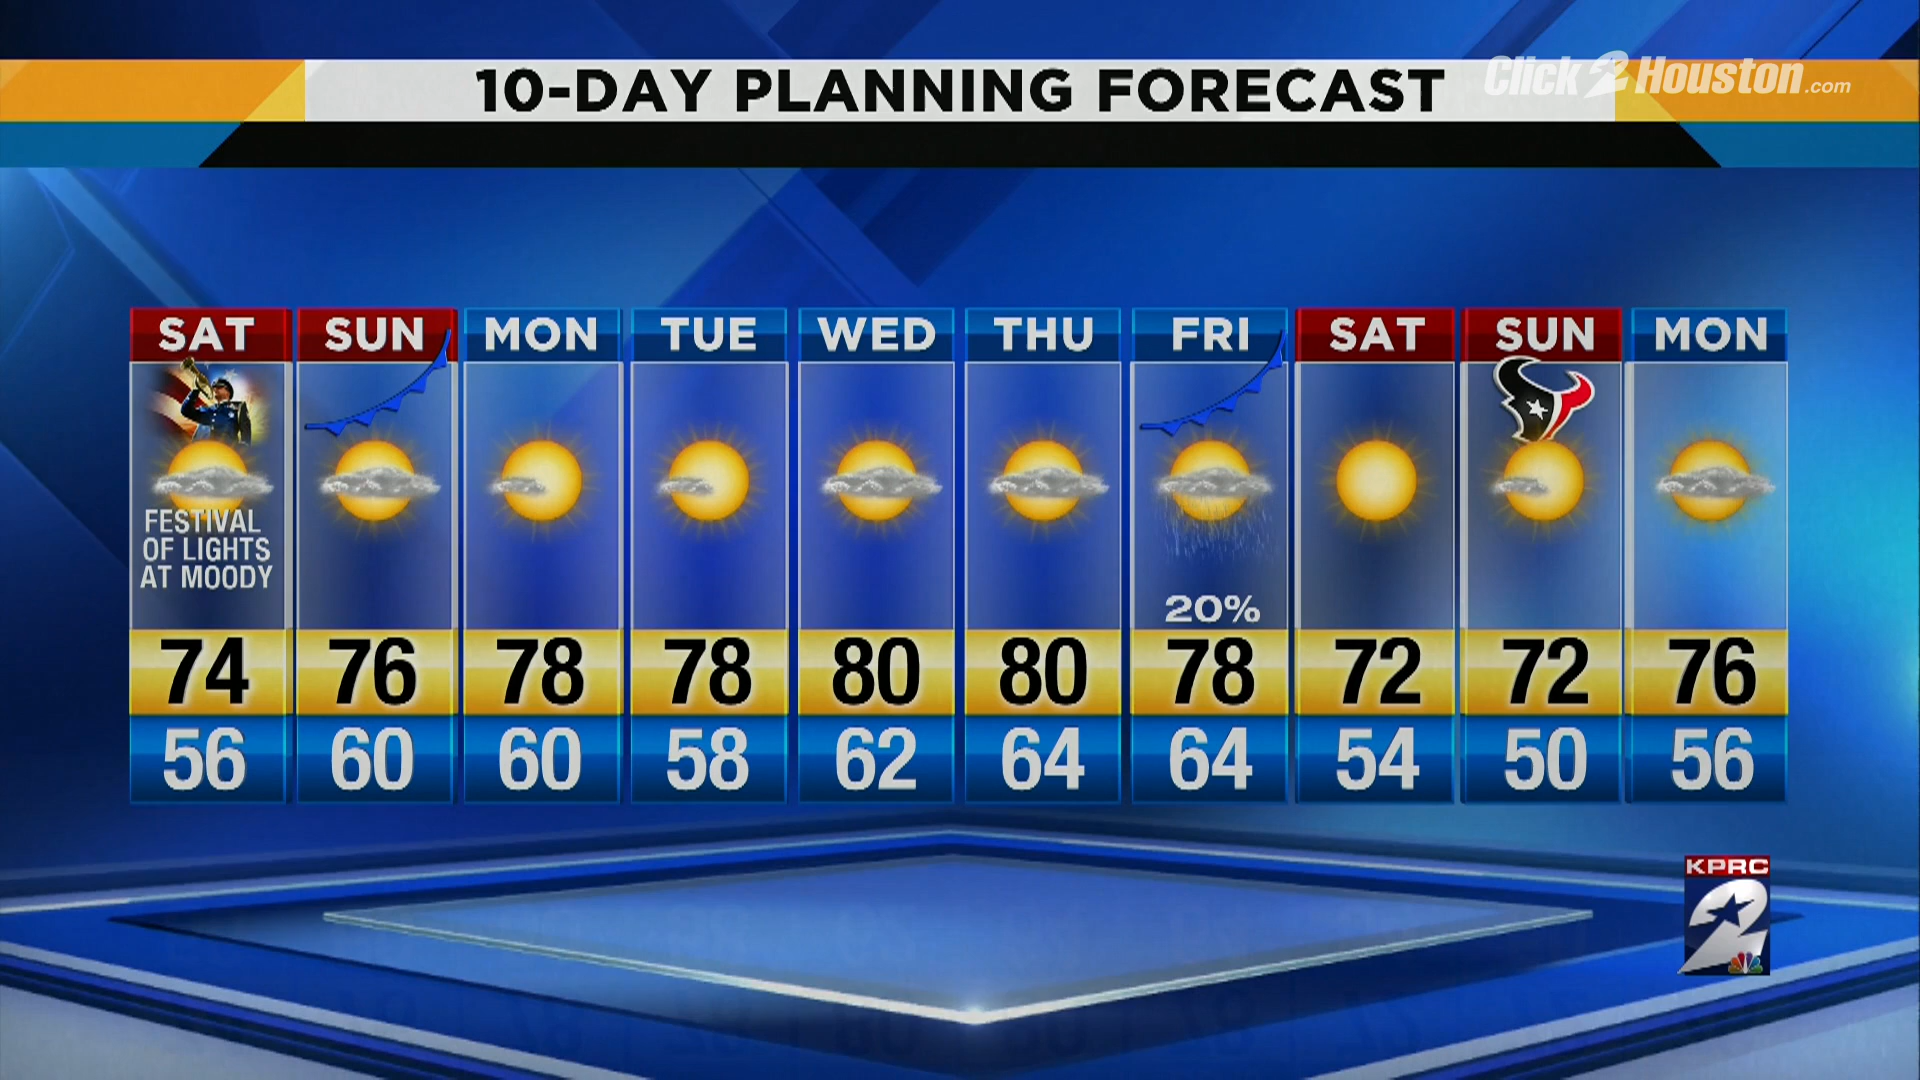 10-DAY PLANNING FORECAST
Click2Houston.com
SAT SUN MON TUE WED THU FRI SAT SUN MON
FESTIVAL
OF LIGHTS
AT MOODY
20%
74 76 78 78 80 80 78 72 72 76
56 60 60 58 62 64 64 54 50 56
KPRC
2